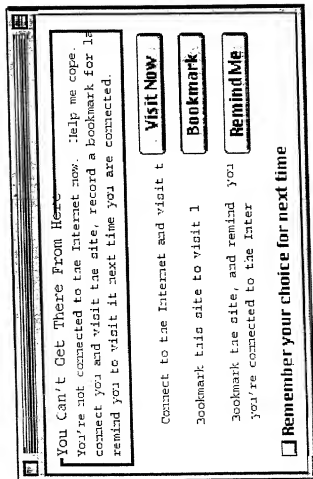 You Can't Get There From Here
You're not connected to the Internet now. Help me cope.
connect you and visit the site, record a bookmark for la
remind you to visit it next time you are connected.
Connect to the Internet and visit t
Visit Now
Bookmark this site to visit l
Bookmark
Bookmark the site, and remind you
you're connected to the Inter
Remind Me
Remember your choice for next time